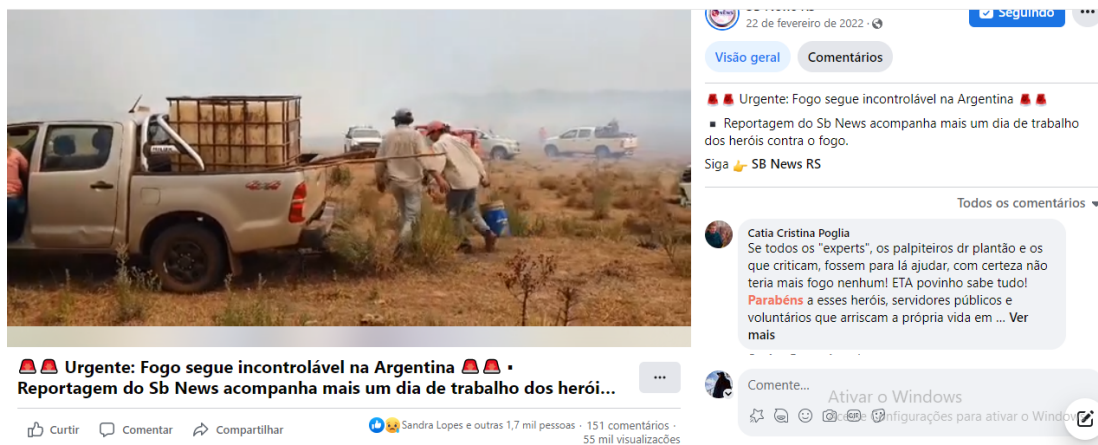 22 de fevereiro de 2022 ·
Seguindo
Visão geral
Comentários
Urgente: Fogo segue incontrolável na Argentina
▪ Reportagem do Sb News acompanha mais um dia de trabalho
dos heróis contra o fogo.
Siga 👉 SB News RS
Todos os comentários
Catia Cristina Poglia
Se todos os "experts", os palpiteiros dr plantão e os
que criticam, fossem para lá ajudar, com certeza não
teria mais fogo nenhum! ETA povinho sabe tudo!
Parabéns a esses heróis, servidores públicos e
voluntários que arriscam a própria vida em ... Ver
mais
Comente...
Ativar o Windows
configurações para ativar o Windows
🚨🚨 Urgente: Fogo segue incontrolável na Argentina 🚨🚨 ▪
Reportagem do Sb News acompanha mais um dia de trabalho dos herói...
Curtir
Comentar
Compartilhar
Sandra Lopes e outras 1,7 mil pessoas · 151 comentários ·
55 mil visualizações